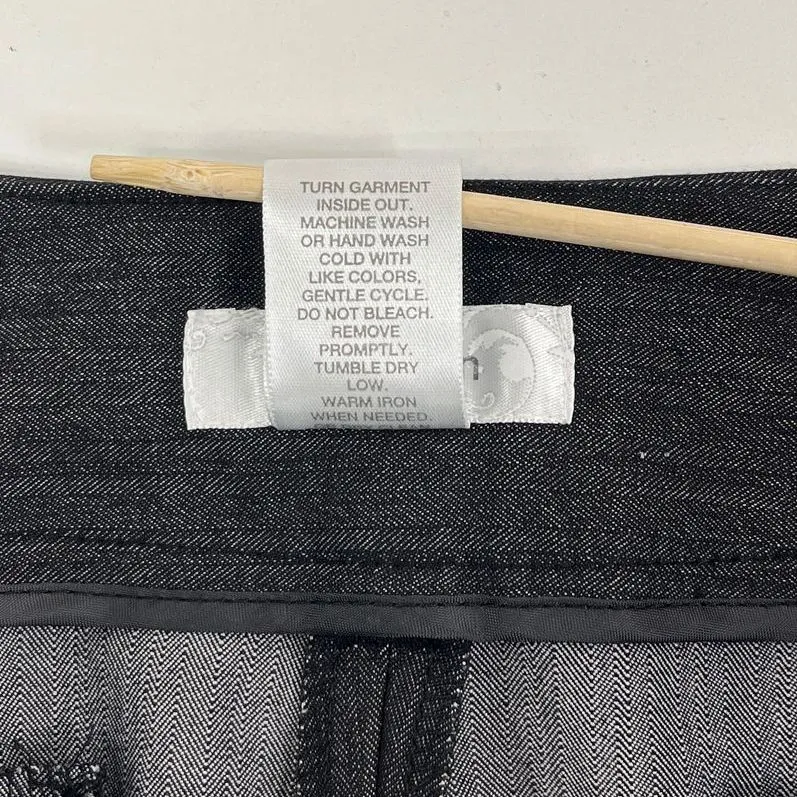 TURN GARMENT
INSIDE OUT.
MACHINE WASH
OR HAND WASH
COLD WITH
LIKE COLORS,
GENTLE CYCLE.
DO NOT BLEACH.
REMOVE
PROMPTLY.
TUMBLE DRY
LOW.
WARM IRON
WHEN NEEDED.